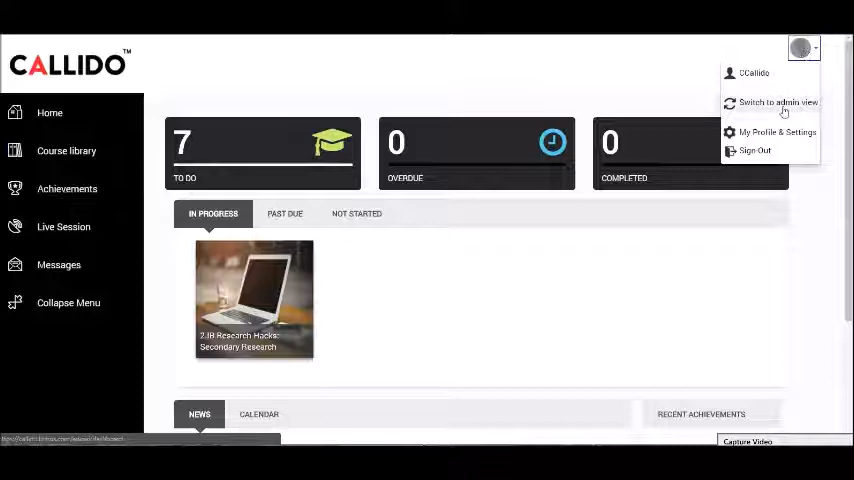 CALLIDO™
CCallido
Switch to admin view
My Profile & Settings
Sign Out
Home
Course library
Achievements
Live Session
Messages
Collapse Menu
7
TO DO
0
OVERDUE
0
COMPLETED
IN PROGRESS
PAST DUE
NOT STARTED
2.IB Research Hacks:
Secondary Research
NEWS
CALENDAR
RECENT ACHIEVEMENTS
Capture Video